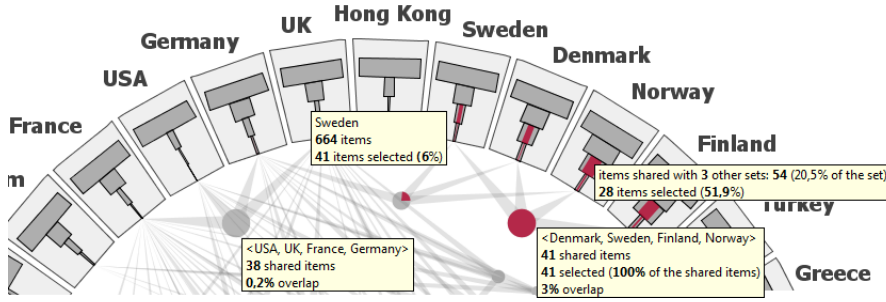 Hong Kong
UK
Sweden
Germany
Denmark
USA
Norway
France
Finland
m
Turkey
Greece
Sweden
664 items
41 items selected (6%)
items shared with 3 other sets: 54 (20,5% of the set)
28 items selected (51,9%)
<USA, UK, France, Germany>
38 shared items
0,2% overlap
<Denmark, Sweden, Finland, Norway>
41 shared items
41 selected (100% of the shared items)
3% overlap